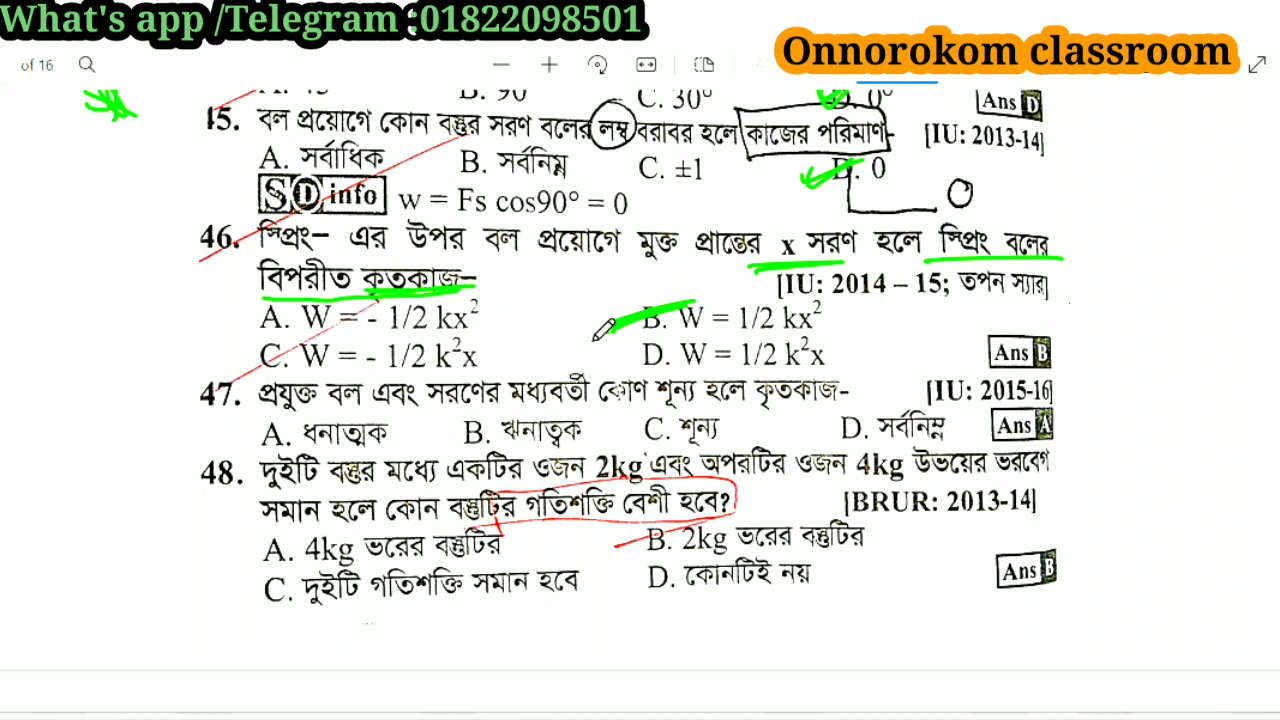 What's app /Telegram :01822098501
Onnorokom classroom
of 16
B. 90 C. 30° D. 0° Ans D
15. বল প্রয়োগে কোন বস্তুর সরণ বলের লম্ব বরাবর হলে কাজের পরিমাণ- [IU: 2013-14]
A. সর্বাধিক B. সর্বনিম্ন C. ±1 D. 0
SD info w = Fs cos90° = 0
0
46. স্প্রিং– এর উপর বল প্রয়োগে মুক্ত প্রান্তের x সরণ হলে স্প্রিং বলের
বিপরীত কৃতকাজ– [IU: 2014 – 15; তপন স্যার]
A. W = - 1/2 kx² B. W = 1/2 kx²
C. W = - 1/2 k²x D. W = 1/2 k²x Ans B
47. প্রযুক্ত বল এবং সরণের মধ্যবর্তী কোণ শূন্য হলে কৃতকাজ- [IU: 2015-16]
A. ধনাত্মক B. ঋনাত্বক C. শূন্য D. সর্বনিম্ন Ans A
48. দুইটি বস্তুর মধ্যে একটির ওজন 2kg এবং অপরটির ওজন 4kg উভয়ের ভরবেগ
সমান হলে কোন বস্তুটির গতিশক্তি বেশী হবে? [BRUR: 2013-14]
A. 4kg ভরের বস্তুটির B. 2kg ভরের বস্তুটির
C. দুইটি গতিশক্তি সমান হবে D. কোনটিই নয় Ans B